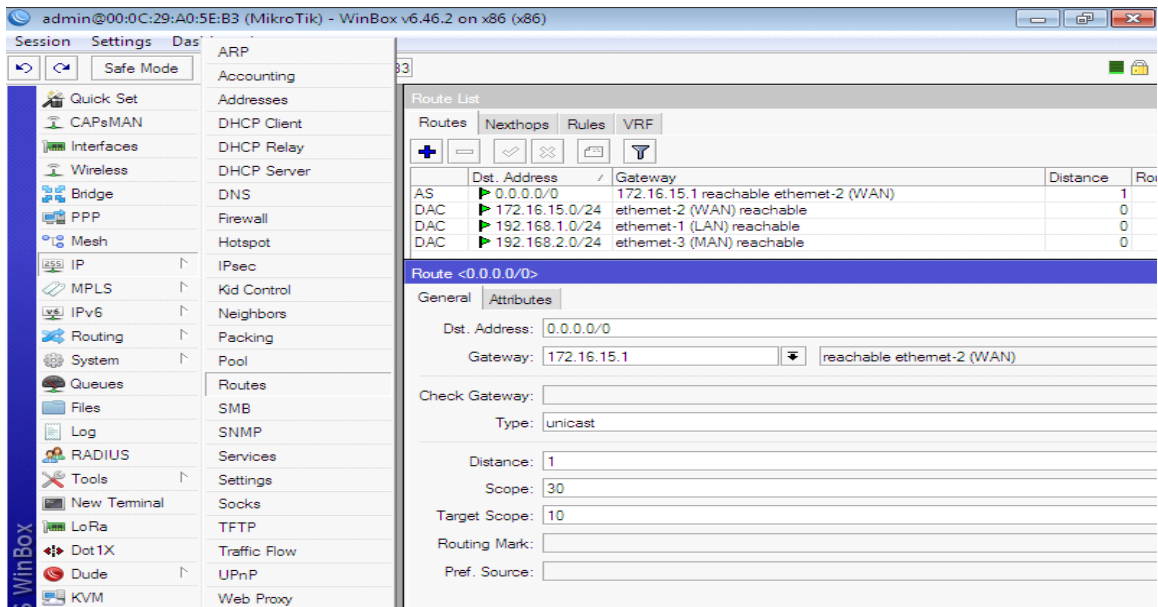 admin@00:0C:29:A0:5E:B3 (MikroTik) - WinBox v6.46.2 on x86 (x86)
Session Settings Das
Safe Mode
33
Quick Set
CAPsMAN
Interfaces
Wireless
Bridge
PPP
Mesh
IP
MPLS
IPv6
Routing
System
Queues
Files
Log
RADIUS
Tools
New Terminal
LoRa
Dot1X
Dude
KVM
WinBox
ARP
Accounting
Addresses
DHCP Client
DHCP Relay
DHCP Server
DNS
Firewall
Hotspot
IPsec
Kid Control
Neighbors
Packing
Pool
Routes
SMB
SNMP
Services
Settings
Socks
TFTP
Traffic Flow
UPnP
Web Proxy
Route List
Routes Nexthops Rules VRF
Dst. Address / Gateway Distance Rou
AS 0.0.0.0/0 172.16.15.1 reachable ethernet-2 (WAN) 1
DAC 172.16.15.0/24 ethernet-2 (WAN) reachable 0
DAC 192.168.1.0/24 ethernet-1 (LAN) reachable 0
DAC 192.168.2.0/24 ethernet-3 (MAN) reachable 0
Route <0.0.0.0/0>
General Attributes
Dst. Address: 0.0.0.0/0
Gateway: 172.16.15.1 reachable ethernet-2 (WAN)
Check Gateway:
Type: unicast
Distance: 1
Scope: 30
Target Scope: 10
Routing Mark:
Pref. Source: